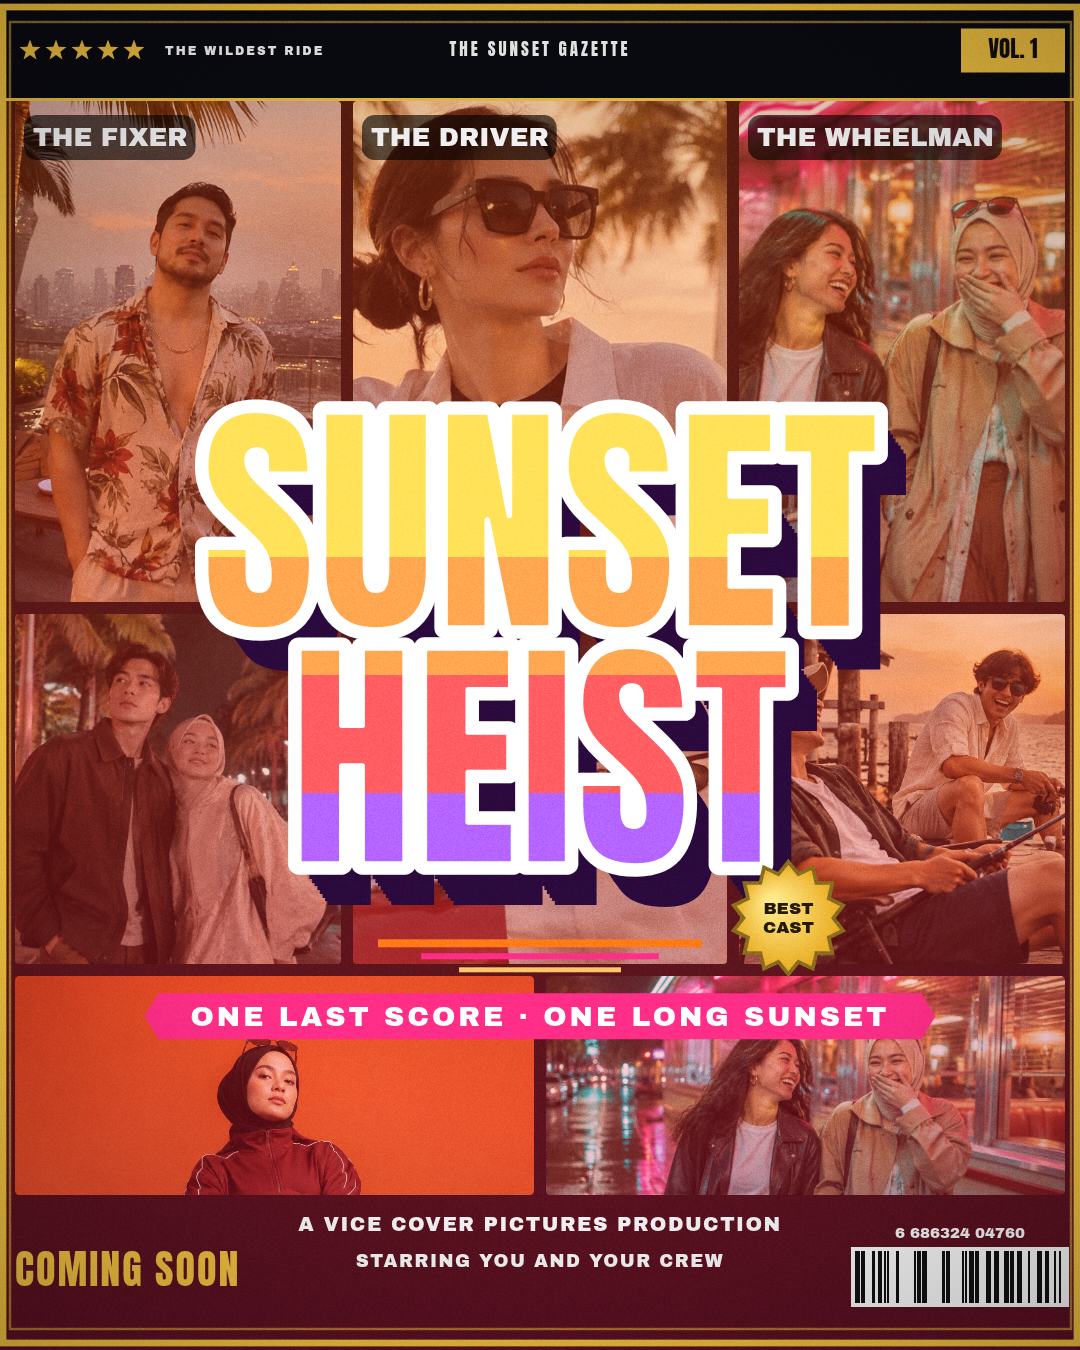 ★★★★★ THE WILDEST RIDE
THE SUNSET GAZETTE
VOL. 1
THE FIXER
THE DRIVER
THE WHEELMAN
SUNSET
HEIST
BEST
CAST
ONE LAST SCORE · ONE LONG SUNSET
A VICE COVER PICTURES PRODUCTION
STARRING YOU AND YOUR CREW
COMING SOON
6 686324 04760